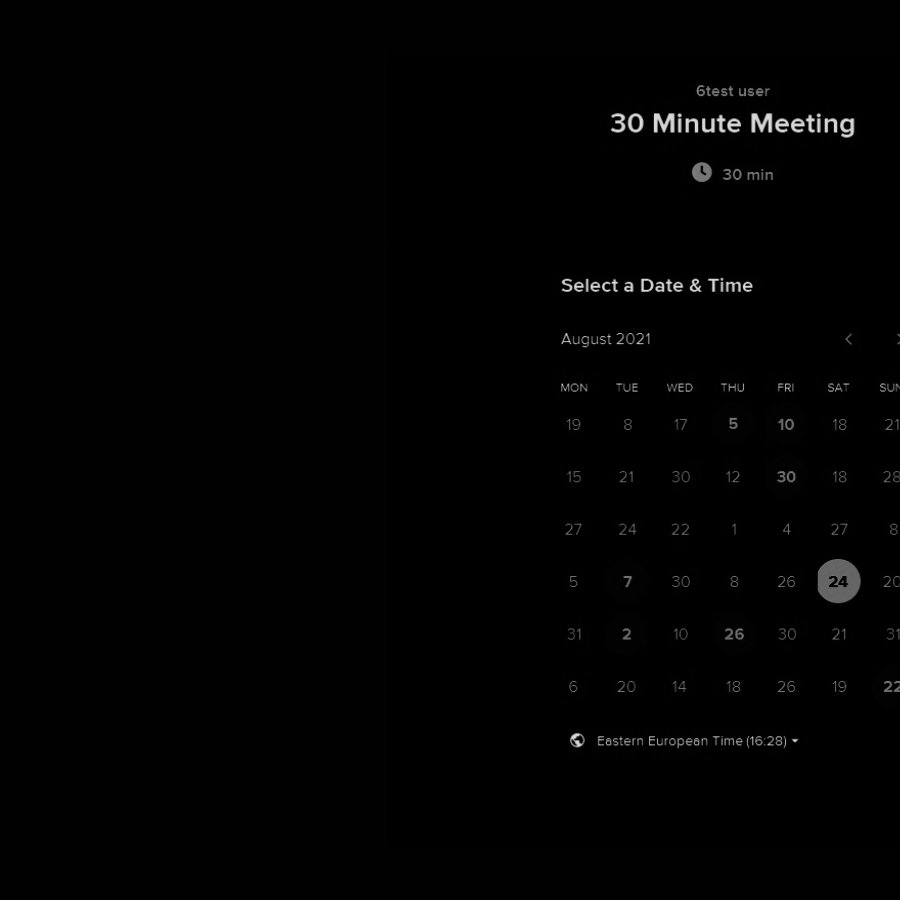 6test user
30 Minute Meeting
30 min
Select a Date & Time
August 2021
MON TUE WED THU FRI SAT SUN
19 8 17 5 10 18 21
15 21 30 12 30 18 28
27 24 22 1 4 27 8
5 7 30 8 26 24 20
31 2 10 26 30 21 31
6 20 14 18 26 19 22
Eastern European Time (16:28)